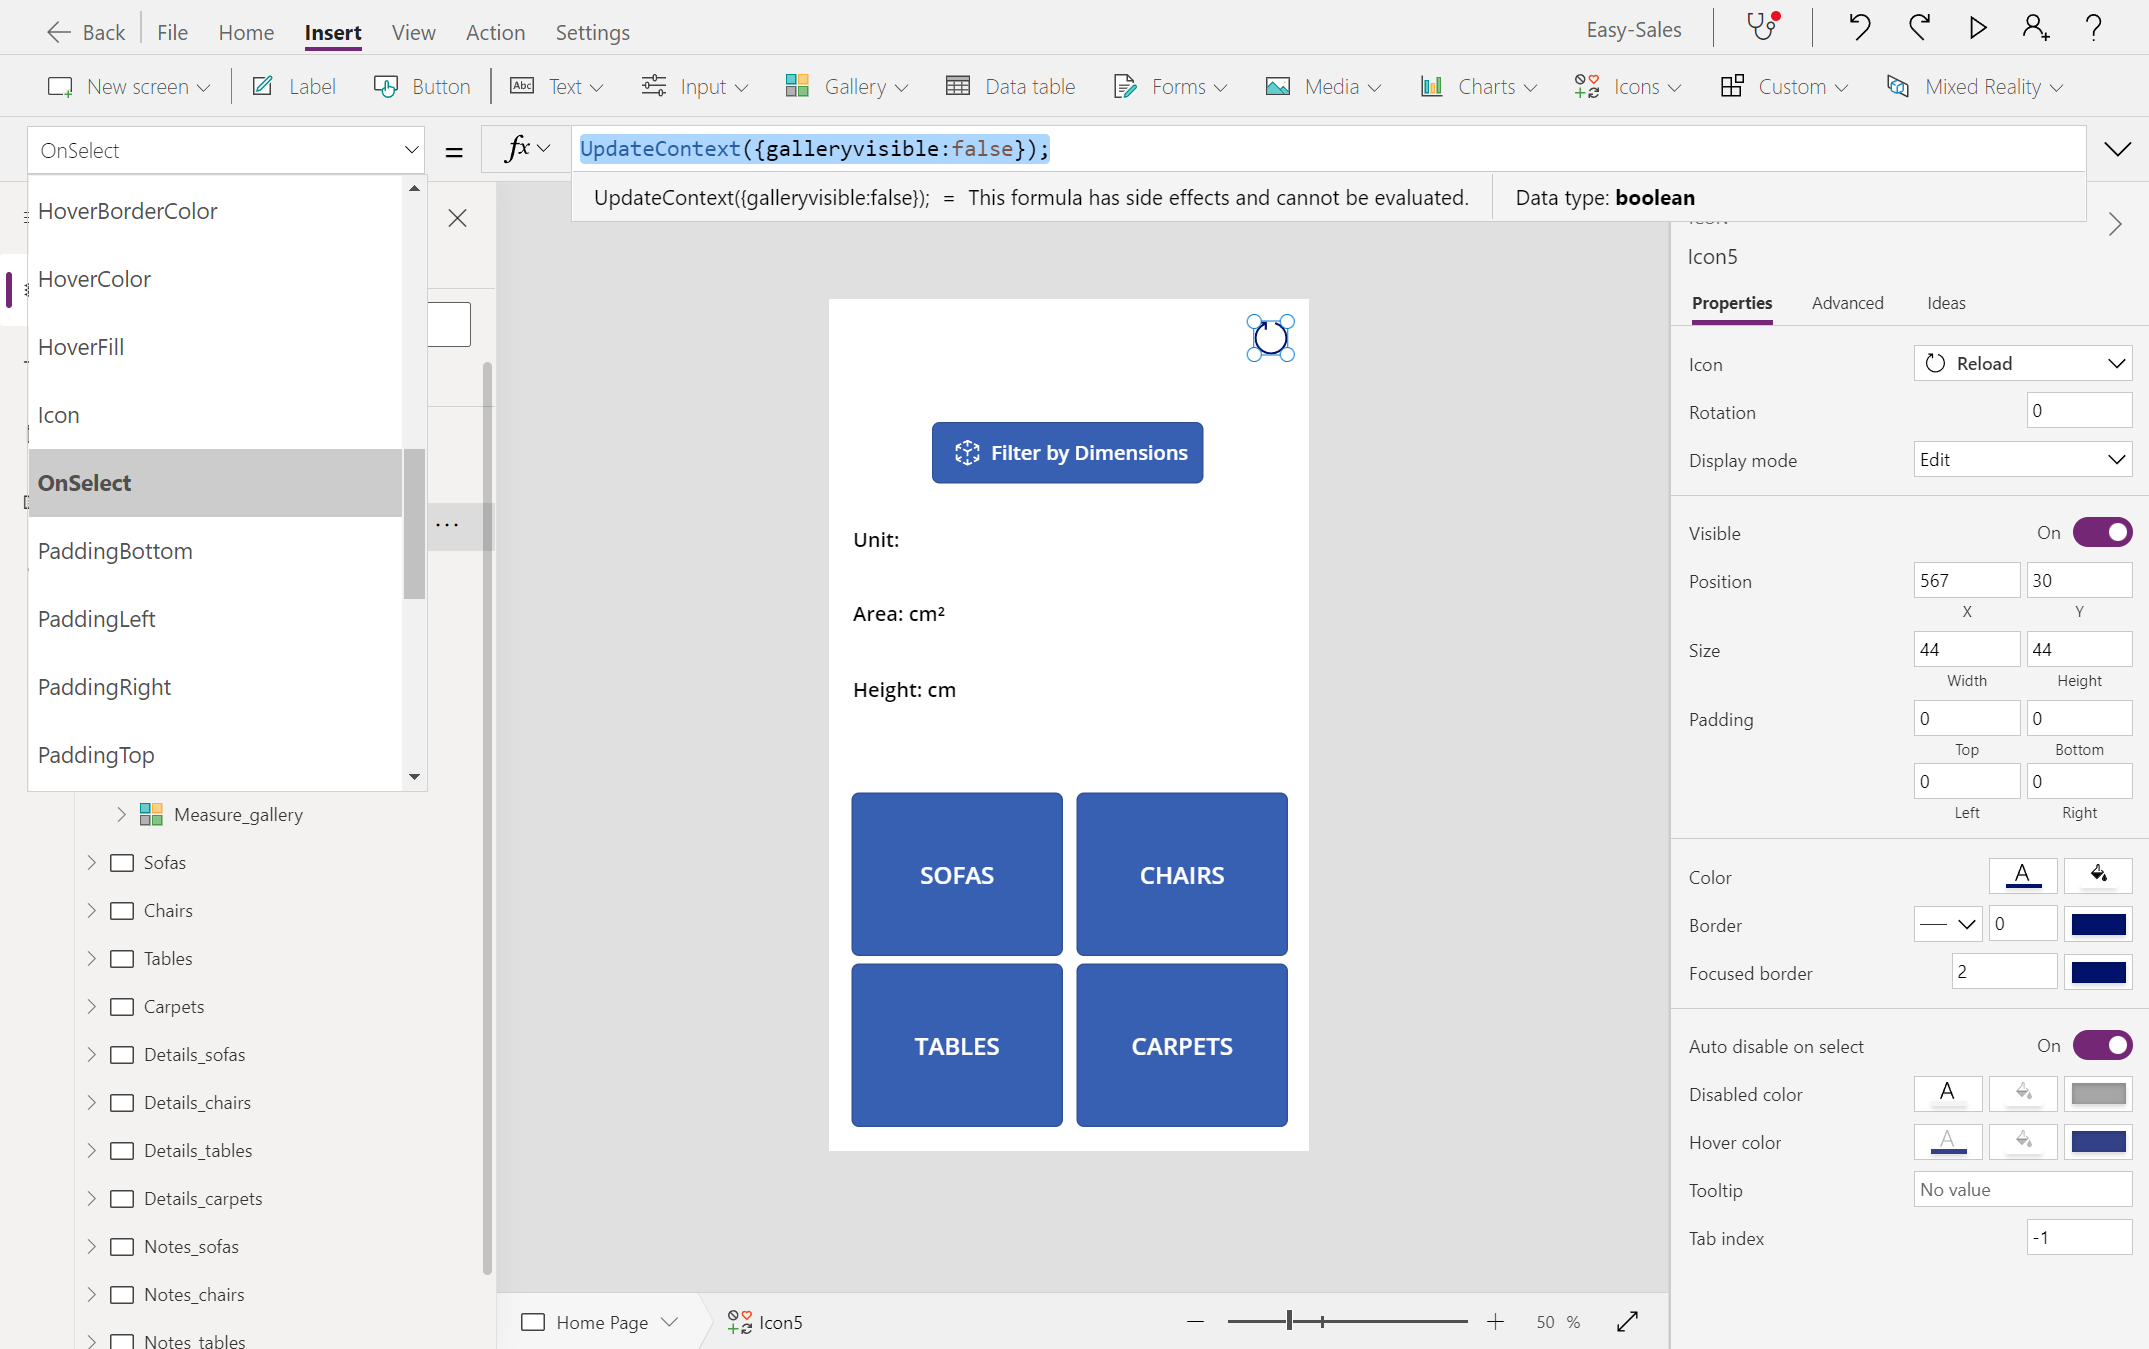 Back File Home Insert View Action Settings Easy-Sales
New screen Label Button Abc Text Input Gallery Data table Forms Media Charts Icons Custom Mixed Reality
OnSelect = fx UpdateContext({galleryvisible:false});
UpdateContext({galleryvisible:false}); = This formula has side effects and cannot be evaluated. Data type: boolean
HoverBorderColor
HoverColor
HoverFill
Icon
OnSelect
PaddingBottom
PaddingLeft
PaddingRight
PaddingTop
Measure_gallery
Sofas
Chairs
Tables
Carpets
Details_sofas
Details_chairs
Details_tables
Details_carpets
Notes_sofas
Notes_chairs
Notes_tables
Filter by Dimensions
Unit:
Area: cm²
Height: cm
SOFAS CHAIRS
TABLES CARPETS
Home Page Icon5 50 %
Icon5
Properties Advanced Ideas
Icon Reload
Rotation 0
Display mode Edit
Visible On
Position 567 30
X Y
Size 44 44
Width Height
Padding 0 0
Top Bottom
0 0
Left Right
Color A
Border 0
Focused border 2
Auto disable on select On
Disabled color A
Hover color A
Tooltip No value
Tab index -1